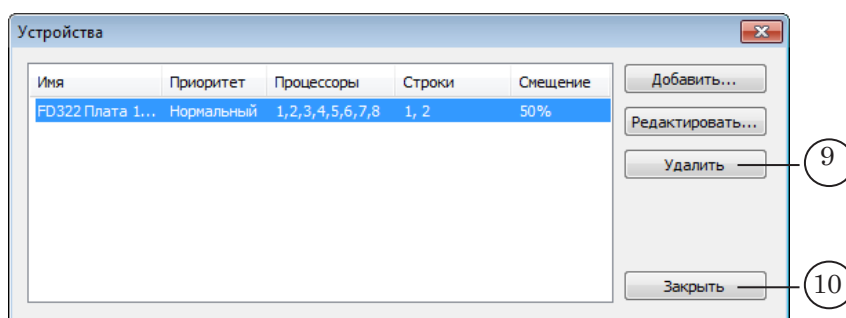 Устройства
Имя Приоритет Процессоры Строки Смещение
FD322 Плата 1... Нормальный 1,2,3,4,5,6,7,8 1, 2 50%
Добавить...
Редактировать...
Удалить
9
Закрыть
10